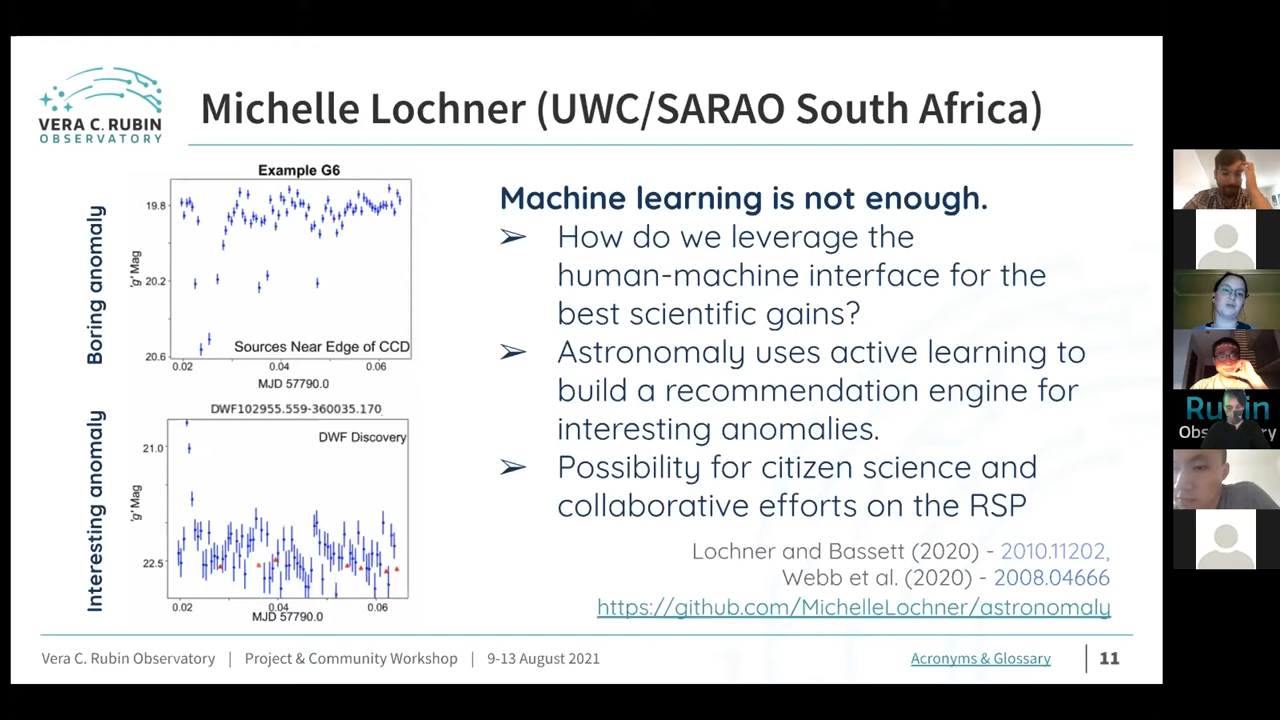 VERA C. RUBIN
OBSERVATORY
Michelle Lochner (UWC/SARAO South Africa)
Boring anomaly
Example G6
'g' Mag
19.8
20.2
20.6
Sources Near Edge of CCD
0.02 0.04 0.06
MJD 57790.0
Interesting anomaly
DWF102955.559-360035.170
DWF Discovery
'g' Mag
21.0
22.5
0.02 0.04 0.06
MJD 57790.0
Machine learning is not enough.
➢ How do we leverage the
human-machine interface for the
best scientific gains?
➢ Astronomaly uses active learning to
build a recommendation engine for
interesting anomalies.
➢ Possibility for citizen science and
collaborative efforts on the RSP
Lochner and Bassett (2020) - 2010.11202,
Webb et al. (2020) - 2008.04666
https://github.com/MichelleLochner/astronomaly
Vera C. Rubin Observatory | Project & Community Workshop | 9-13 August 2021
Acronyms & Glossary | 11